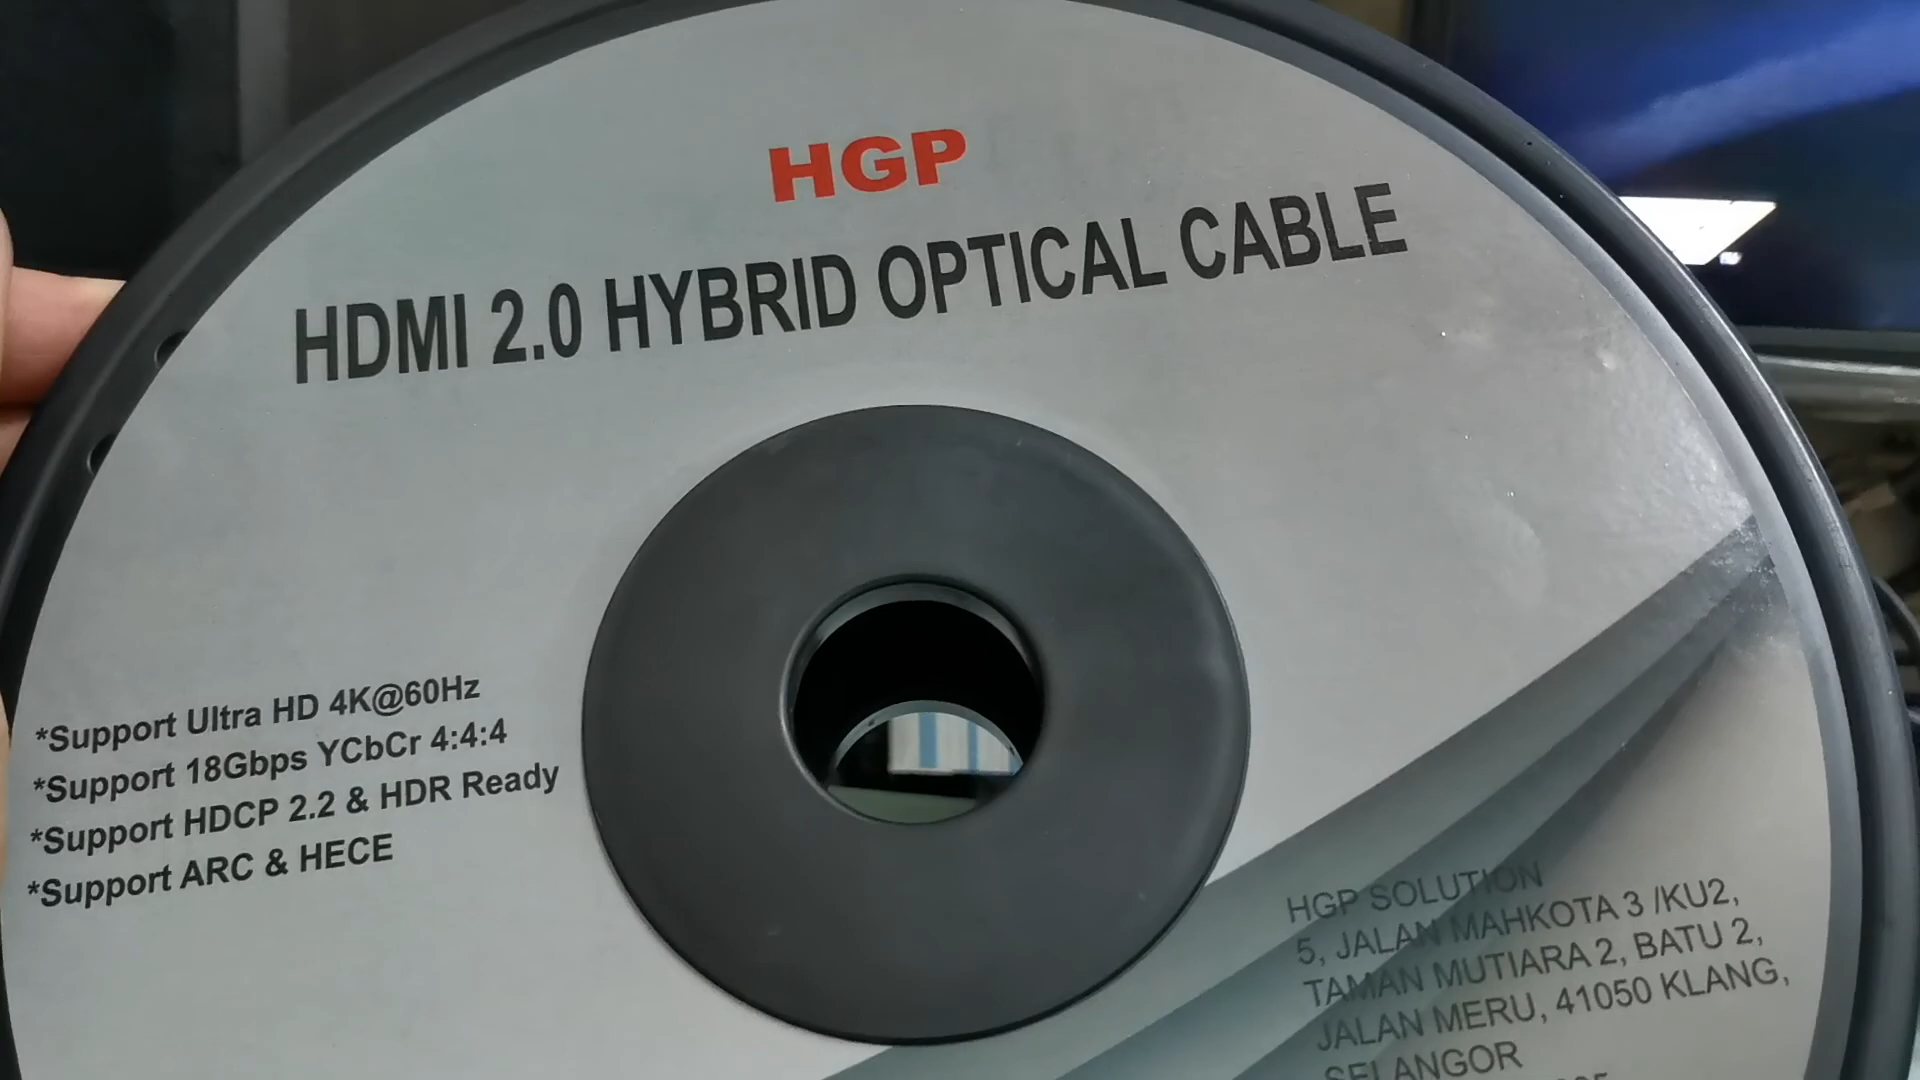 HGP
HDMI 2.0 HYBRID OPTICAL CABLE
*Support Ultra HD 4K@60Hz
*Support 18Gbps YCbCr 4:4:4
*Support HDCP 2.2 & HDR Ready
*Support ARC & HECE
HGP SOLUTION
5, JALAN MAHKOTA 3 /KU2,
TAMAN MUTIARA 2, BATU 2,
JALAN MERU, 41050 KLANG,
SELANGOR